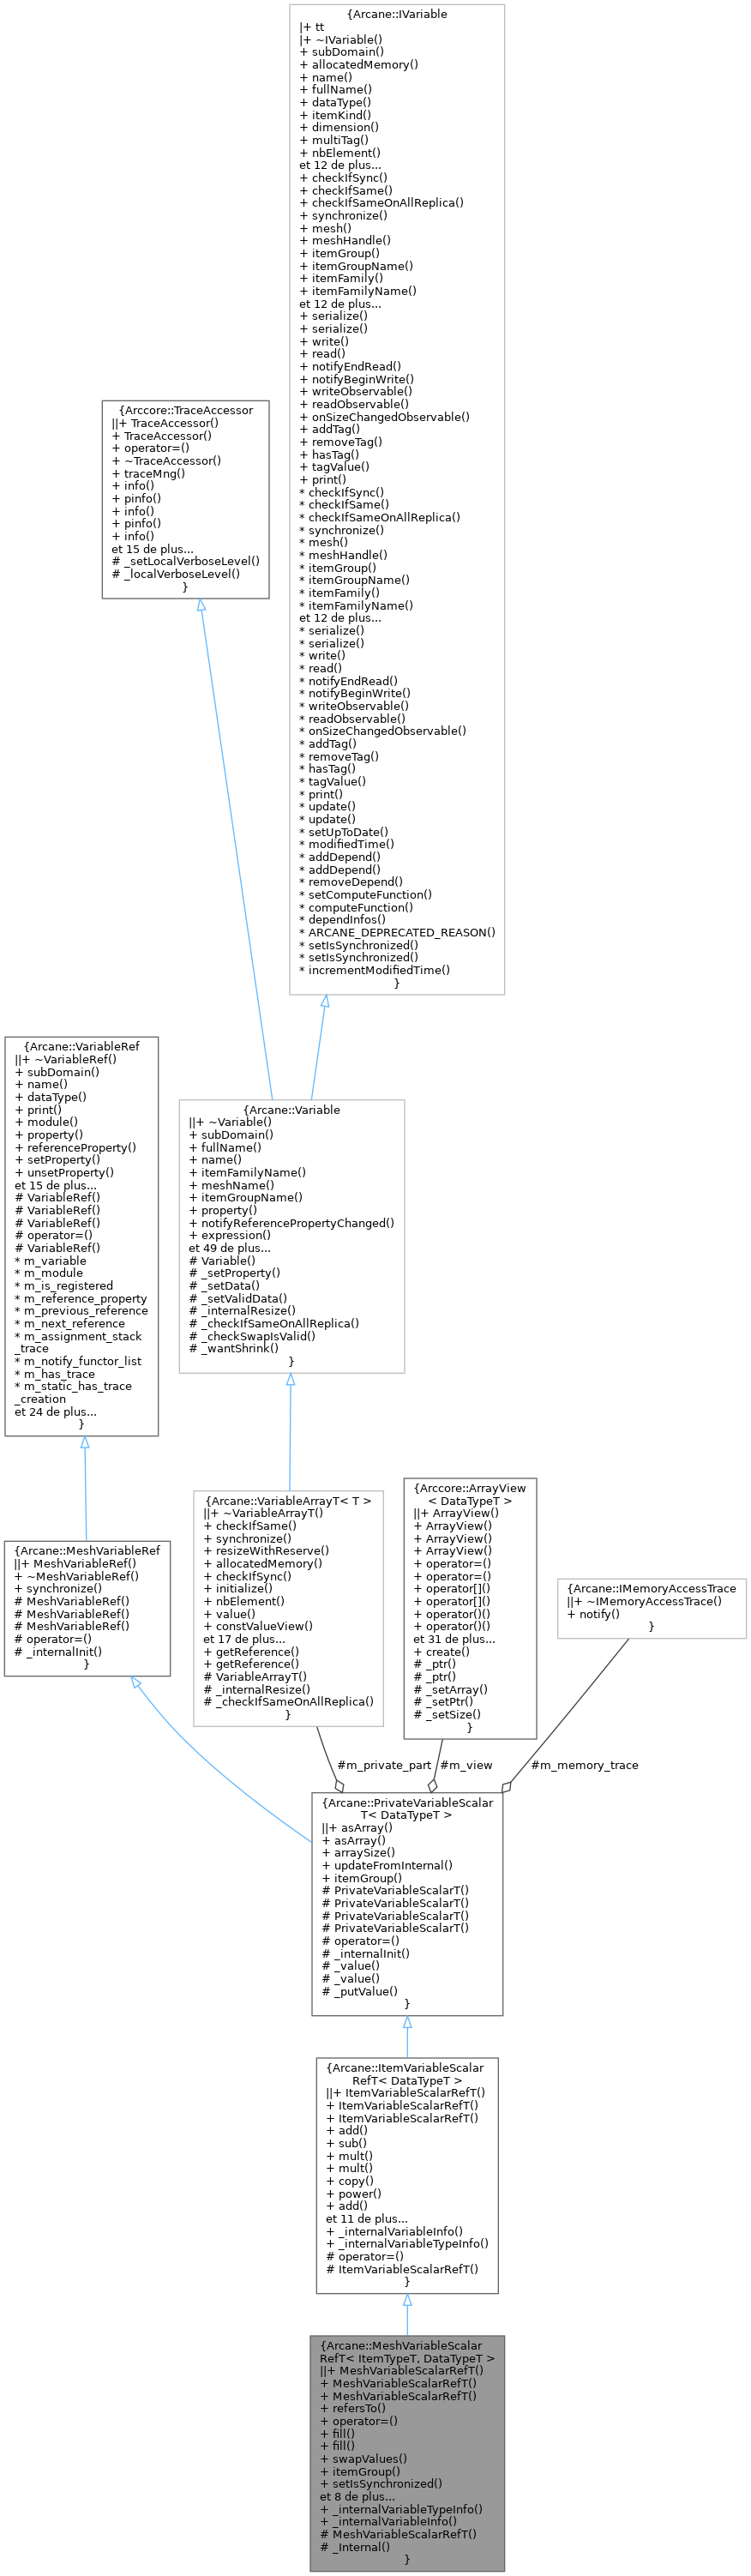 {Arcane::IVariable
|+ tt
|+ ~IVariable()
+ subDomain()
+ allocatedMemory()
+ name()
+ fullName()
+ dataType()
+ itemKind()
+ dimension()
+ multiTag()
+ nbElement()
et 12 de plus...
+ checkIfSync()
+ checkIfSame()
+ checkIfSameOnAllReplica()
+ synchronize()
+ mesh()
+ meshHandle()
+ itemGroup()
+ itemGroupName()
+ itemFamily()
+ itemFamilyName()
et 12 de plus...
+ serialize()
+ serialize()
+ write()
+ read()
+ notifyEndRead()
+ notifyBeginWrite()
+ writeObservable()
+ readObservable()
+ onSizeChangedObservable()
+ addTag()
+ removeTag()
+ hasTag()
+ tagValue()
+ print()
* checkIfSync()
* checkIfSame()
* checkIfSameOnAllReplica()
* synchronize()
* mesh()
* meshHandle()
* itemGroup()
* itemGroupName()
* itemFamily()
* itemFamilyName()
et 12 de plus...
* serialize()
* serialize()
* write()
* read()
* notifyEndRead()
* notifyBeginWrite()
* writeObservable()
* readObservable()
* onSizeChangedObservable()
* addTag()
* removeTag()
* hasTag()
* tagValue()
* print()
* update()
* update()
* setUpToDate()
* modifiedTime()
* addDepend()
* addDepend()
* removeDepend()
* setComputeFunction()
* computeFunction()
* dependInfos()
* ARCANE_DEPRECATED_REASON()
* setIsSynchronized()
* setIsSynchronized()
* incrementModifiedTime()
}
{Arccore::TraceAccessor
||+ TraceAccessor()
+ TraceAccessor()
+ operator=()
+ ~TraceAccessor()
+ traceMng()
+ info()
+ pinfo()
+ info()
+ pinfo()
+ info()
et 15 de plus...
# _setLocalVerboseLevel()
# _localVerboseLevel()
}
{Arcane::VariableRef
||+ ~VariableRef()
+ subDomain()
+ name()
+ dataType()
+ print()
+ module()
+ property()
+ referenceProperty()
+ setProperty()
+ unsetProperty()
et 15 de plus...
# VariableRef()
# VariableRef()
# VariableRef()
# operator=()
# VariableRef()
* m_variable
* m_module
* m_is_registered
* m_reference_property
* m_previous_reference
* m_next_reference
* m_assignment_stack
_trace
* m_notify_functor_list
* m_has_trace
* m_static_has_trace
_creation
et 24 de plus...
}
{Arcane::Variable
||+ ~Variable()
+ subDomain()
+ fullName()
+ name()
+ itemFamilyName()
+ meshName()
+ itemGroupName()
+ property()
+ notifyReferencePropertyChanged()
+ expression()
et 49 de plus...
# Variable()
# _setProperty()
# _setData()
# _setValidData()
# _internalResize()
# _checkIfSameOnAllReplica()
# _checkSwapIsValid()
# _wantShrink()
}
{Arcane::MeshVariableRef
||+ MeshVariableRef()
+ ~MeshVariableRef()
+ synchronize()
# MeshVariableRef()
# MeshVariableRef()
# MeshVariableRef()
# operator=()
# _internalInit()
}
{Arcane::VariableArrayT< T >
||+ ~VariableArrayT()
+ checkIfSame()
+ synchronize()
+ resizeWithReserve()
+ allocatedMemory()
+ checkIfSync()
+ initialize()
+ nbElement()
+ value()
+ constValueView()
et 17 de plus...
+ getReference()
+ getReference()
# VariableArrayT()
# _internalResize()
# _checkIfSameOnAllReplica()
}
{Arccore::ArrayView
< DataTypeT >
||+ ArrayView()
+ ArrayView()
+ ArrayView()
+ ArrayView()
+ operator=()
+ operator=()
+ operator[]()
+ operator[]()
+ operator()()
+ operator()()
et 31 de plus...
+ create()
# _ptr()
# _ptr()
# _setArray()
# _setPtr()
# _setSize()
}
{Arcane::IMemoryAccessTrace
||+ ~IMemoryAccessTrace()
+ notify()
}
#m_private_part
#m_view
#m_memory_trace
{Arcane::PrivateVariableScalar
T< DataTypeT >
||+ asArray()
+ asArray()
+ arraySize()
+ updateFromInternal()
+ itemGroup()
# PrivateVariableScalarT()
# PrivateVariableScalarT()
# PrivateVariableScalarT()
# PrivateVariableScalarT()
# operator=()
# _internalInit()
# _value()
# _value()
# _putValue()
}
{Arcane::ItemVariableScalar
RefT< DataTypeT >
||+ ItemVariableScalarRefT()
+ ItemVariableScalarRefT()
+ ItemVariableScalarRefT()
+ add()
+ sub()
+ mult()
+ mult()
+ copy()
+ power()
+ add()
et 11 de plus...
+ _internalVariableInfo()
+ _internalVariableTypeInfo()
# operator=()
# ItemVariableScalarRefT()
}
{Arcane::MeshVariableScalar
RefT< ItemTypeT, DataTypeT >
||+ MeshVariableScalarRefT()
+ MeshVariableScalarRefT()
+ MeshVariableScalarRefT()
+ refersTo()
+ operator=()
+ fill()
+ fill()
+ swapValues()
+ itemGroup()
+ setIsSynchronized()
et 8 de plus...
+ _internalVariableTypeInfo()
+ _internalVariableInfo()
# MeshVariableScalarRefT()
# _Internal()
}